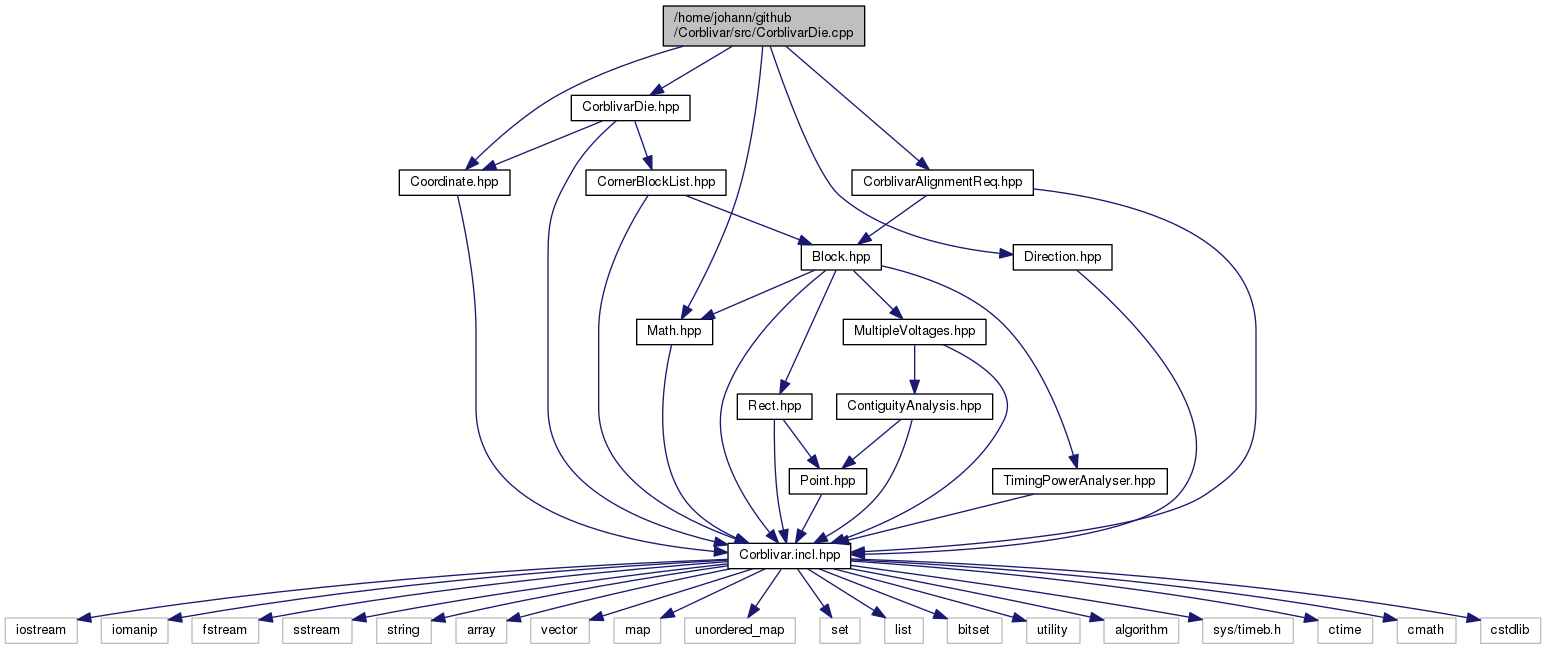 /home/johann/github
/Corblivar/src/CorblivarDie.cpp
CorblivarDie.hpp
Coordinate.hpp
CornerBlockList.hpp
CorblivarAlignmentReq.hpp
Block.hpp
Direction.hpp
Math.hpp
MultipleVoltages.hpp
Rect.hpp
ContiguityAnalysis.hpp
Point.hpp
TimingPowerAnalyser.hpp
Corblivar.incl.hpp
iostream
iomanip
fstream
sstream
string
array
vector
map
unordered_map
set
list
bitset
utility
algorithm
sys/timeb.h
ctime
cmath
cstdlib